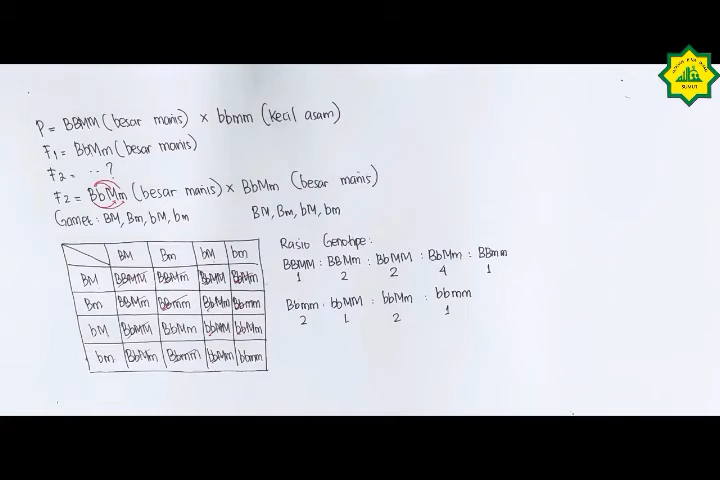 P = BBMM (besar manis) x bbmm (kecil asam)
F1 = BbMm (besar manis)
F2 = ... ?
F2 = BbMm (besar manis) x BbMm (besar manis)
Gamet : BM, Bm, bM, bm BM, Bm, bM, bm
BM Bm bM bm
BM BBMM BBMm BbMM BbMm
Bm BBMm BBmm BbMm Bbmm
bM BbMM BbMm bbMM bbMm
bm BbMm Bbmm bbMm bbmm
Rasio Genotipe :
BBMM : BBMm : BbMM : BbMm : BBmm
1 2 2 4 1
Bbmm : bbMM : bbMm : bbmm
2 1 2 1
SUMUT